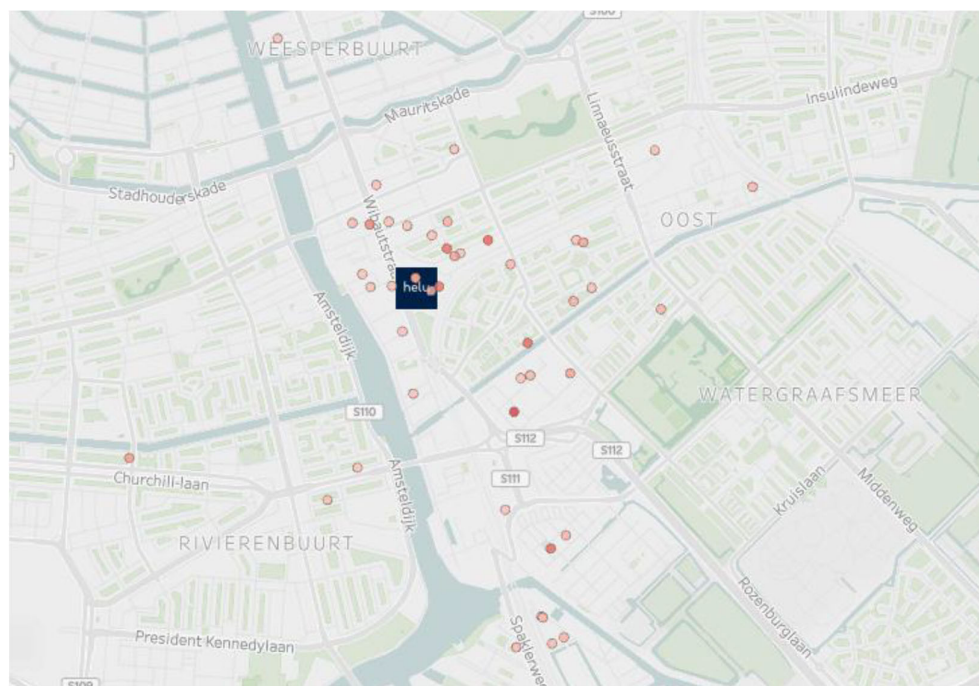 S100
WEESPERBUURT
Insulindeweg
Mauritskade
Linnaeusstraat
Stadhouderskade
Wibautstraat
OOST
hely
Amsteldijk
WATERGRAAFSMEER
S110
S112
S112
Churchill-laan
Amsteldijk
S111
Kruislaan
Middenweg
RIVIERENBUURT
Rozenburglaan
President Kennedylaan
Spaklerweg
S109